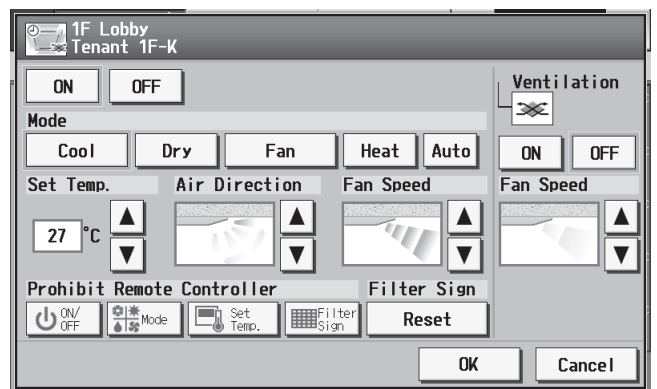 1F Lobby
Tenant 1F-K
ON OFF
Ventilation
Mode
Cool Dry Fan Heat Auto
ON OFF
Set Temp. Air Direction Fan Speed Fan Speed
27 °C
Prohibit Remote Controller Filter Sign
ON/
OFF
Mode
Set
Temp.
Filter
Sign
Reset
OK Cancel